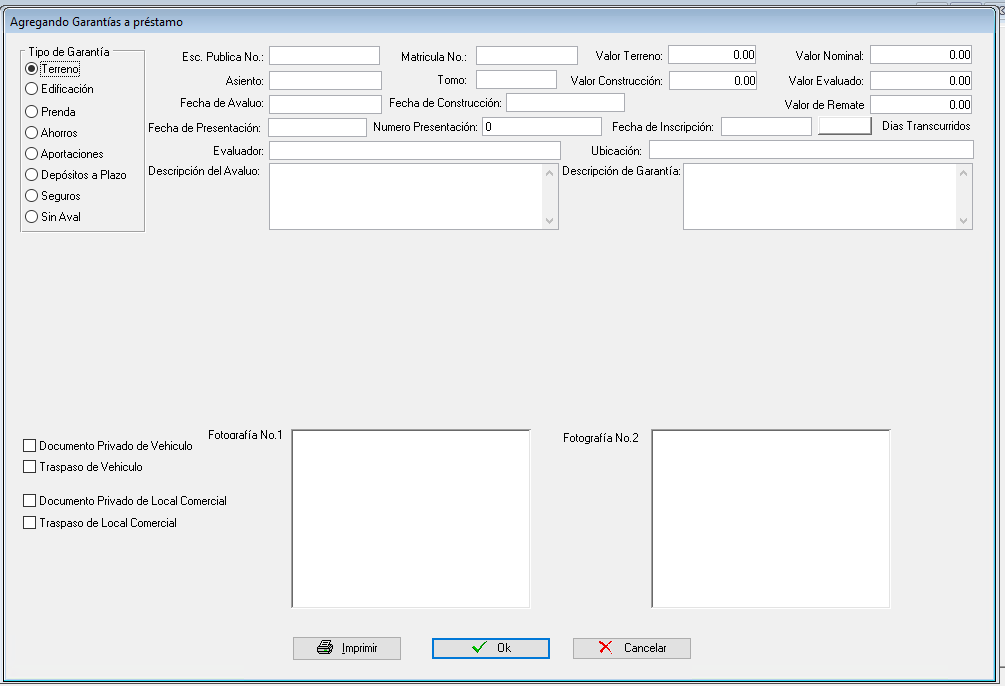 Agregando Garantías a préstamo
Tipo de Garantía
Terreno
Edificación
Prenda
Ahorros
Aportaciones
Depósitos a Plazo
Seguros
Sin Aval
Esc. Publica No.:
Matricula No.:
Valor Terreno: 0.00
Valor Nominal: 0.00
Asiento:
Tomo:
Valor Construcción: 0.00
Valor Evaluado: 0.00
Fecha de Avaluo:
Fecha de Construcción:
Valor de Remate 0.00
Fecha de Presentación:
Numero Presentación: 0
Fecha de Inscripción:
Dias Transcurridos
Evaluador:
Ubicación:
Descripción del Avaluo:
Descripción de Garantía:
Documento Privado de Vehiculo
Traspaso de Vehiculo
Documento Privado de Local Comercial
Traspaso de Local Comercial
Fotografía No.1
Fotografía No.2
Imprimir
Ok
Cancelar